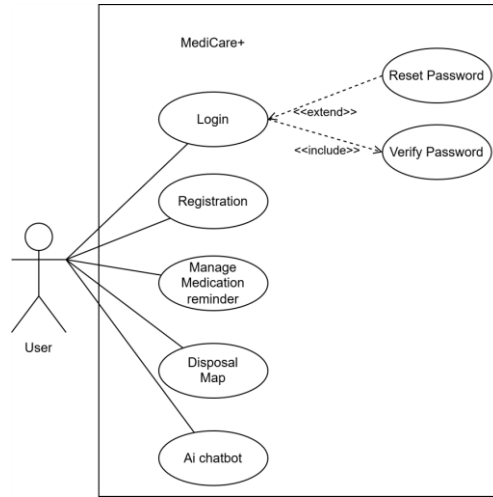 MediCare+
Reset Password
<<extend>>
Login
<<include>>
Verify Password
Registration
Manage
Medication
reminder
User
Disposal
Map
Ai chatbot